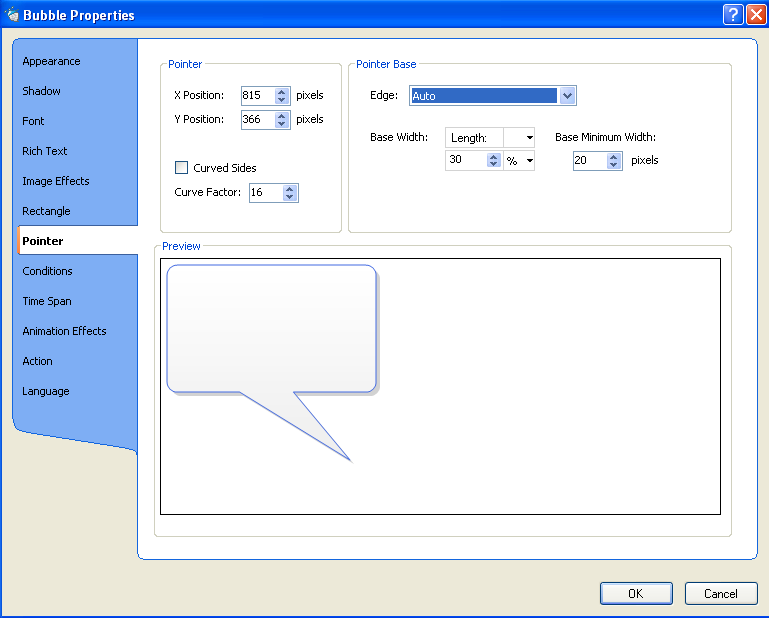 Bubble Properties
Appearance
Shadow
Font
Rich Text
Image Effects
Rectangle
Pointer
Conditions
Time Span
Animation Effects
Action
Language
Pointer
X Position: 815 pixels
Y Position: 366 pixels
Curved Sides
Curve Factor: 16
Pointer Base
Edge: Auto
Base Width: Length: Base Minimum Width:
30 % 20 pixels
Preview
OK Cancel